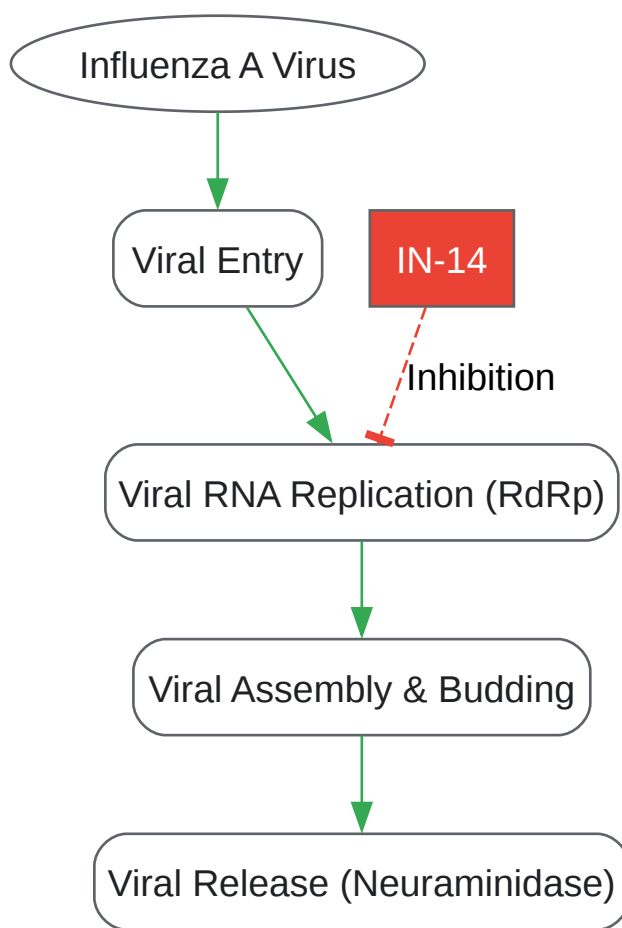 Influenza A Virus
Viral Entry
IN-14
Inhibition
Viral RNA Replication (RdRp)
Viral Assembly & Budding
Viral Release (Neuraminidase)